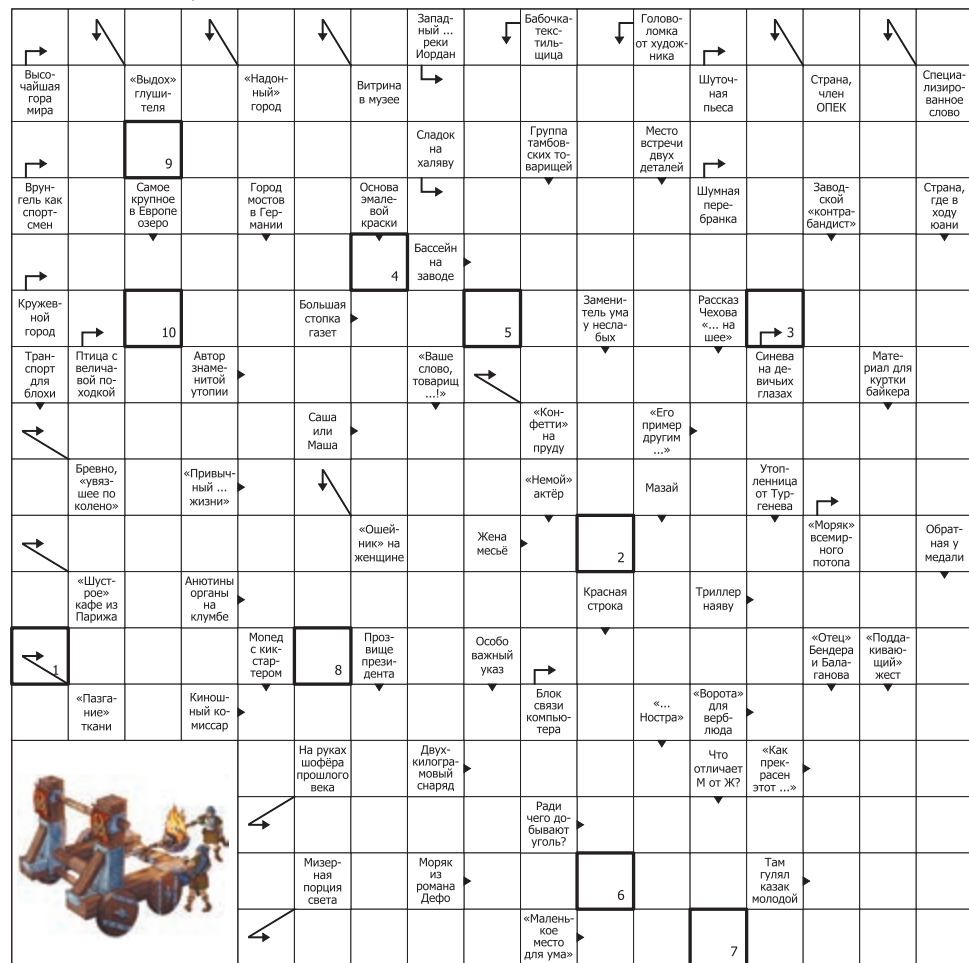 Запад-
ный ...
реки
Иордан
Бабочка-
текс-
тиль-
щица
Голово-
ломка
от худож-
ника
Высо-
чайшая
гора
мира
«Выдох»
глуши-
теля
«Надон-
ный»
город
Витрина
в музее
Шуточ-
ная
пьеса
Страна,
член
ОПЕК
Специа-
лизиро-
ванное
слово
9
Сладок
на
халяву
Группа
тамбов-
ских то-
варищей
Место
встречи
двух
деталей
Врун-
гель как
спорт-
смен
Самое
крупное
в Европе
озеро
Город
мостов
в Гер-
мании
Основа
эмале-
вой
краски
Шумная
пере-
бранка
Завод-
ской
«контра-
бандист»
Страна,
где в
ходу
юани
4
Бассейн
на
заводе
Кружев-
ной
город
10
Большая
стопка
газет
5
Замени-
тель ума
у несла-
бых
Рассказ
Чехова
«... на
шее»
3
Тран-
спорт
для
блохи
Птица с
велича-
вой по-
ходкой
Автор
знаме-
нитой
утопии
«Ваше
слово,
товарищ
...!»
Синева
на де-
вичьих
глазах
Мате-
риал для
куртки
байкера
Саша
или
Маша
«Кон-
фетти»
на
пруду
«Его
пример
другим
...»
Бревно,
«увяз-
шее по
колено»
«Привыч-
ный ...
жизни»
«Немой»
актёр
Мазай
Утоп-
ленница
от Тур-
генева
«Ошей-
ник» на
женщине
Жена
месьё
2
«Моряк»
всемир-
ного
потопа
Обрат-
ная у
медали
«Шуст-
рое»
кафе из
Парижа
Анютины
органы
на
клумбе
Красная
строка
Триллер
наяву
1
Мопед
с кик-
стар-
тером
8
Проз-
вище
прези-
дента
Особо
важный
указ
«Отец»
Бендера
и Бала-
ганова
«Подда-
киваю-
щий»
жест
«Пазга-
ние»
ткани
Кинош-
ный ко-
миссар
Блок
связи
компью-
тера
«...
Ностра»
«Ворота»
для
верб-
люда
На руках
шофёра
прошлого
века
Двух-
килогра-
мовый
снаряд
Что
отличает
М от Ж?
«Как
прек-
расен
этот ...»
Ради
чего до-
бывают
уголь?
Мизер-
ная
порция
света
Моряк
из
романа
Дефо
6
Там
гулял
казак
молодой
«Малень-
кое
место
для ума»
7